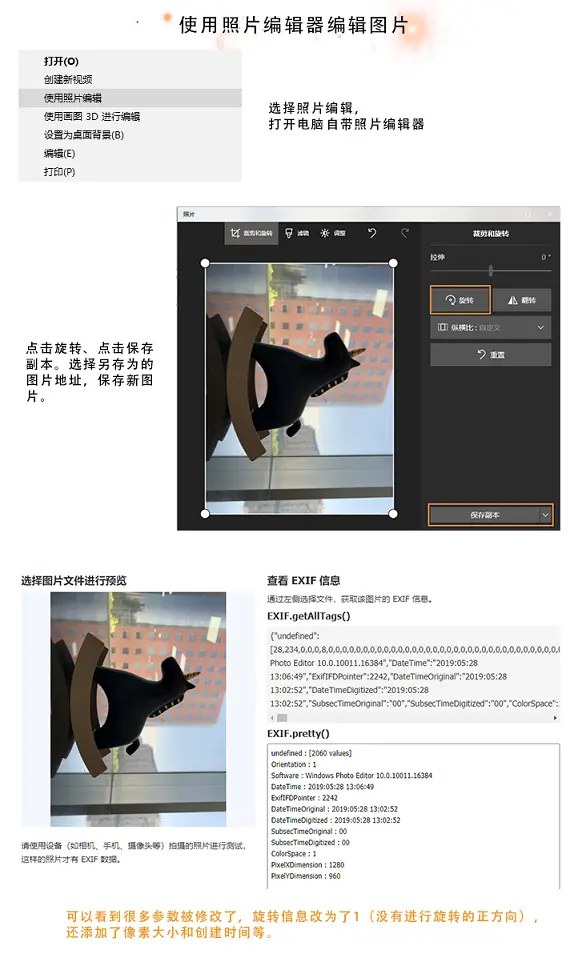 使用照片编辑器编辑图片
打开(O)
创建新视频
使用照片编辑
使用画图 3D 进行编辑
设置为桌面背景(B)
编辑(E)
打印(P)
选择照片编辑，
打开电脑自带照片编辑器
照片
裁剪和旋转
滤镜
调整
裁剪和旋转
拉伸
0 °
旋转
翻转
纵横比：自定义
重置
保存副本
点击旋转、点击保存
副本。选择另存为的
图片地址，保存新图
片。
选择图片文件进行预览
请使用设备（如相机、手机、摄像头等）拍摄的照片进行测试，
这样的照片才有 EXIF 数据。
查看 EXIF 信息
通过左侧选择文件，获取该图片的 EXIF 信息。
EXIF.getAllTags()
{"undefined":
[28,234,0,0,0,8,0,0,0,0,0,0,0,0,0,0,0,0,0,0,0,0,0,0,0,0,0,0,0,0,0,0,0,0,0,0,0,0,
Photo Editor 10.0.10011.16384","DateTime":"2019:05:28
13:06:49","ExifIFDPointer":2242,"DateTimeOriginal":"2019:05:28
13:02:52","DateTimeDigitized":"2019:05:28
13:02:52","SubsecTimeOriginal":"00","SubsecTimeDigitized":"00","ColorSpace":
EXIF.pretty()
undefined : [2060 values]
Orientation : 1
Software : Windows Photo Editor 10.0.10011.16384
DateTime : 2019:05:28 13:06:49
ExifIFDPointer : 2242
DateTimeOriginal : 2019:05:28 13:02:52
DateTimeDigitized : 2019:05:28 13:02:52
SubsecTimeOriginal : 00
SubsecTimeDigitized : 00
ColorSpace : 1
PixelXDimension : 1280
PixelYDimension : 960
可以看到很多参数被修改了，旋转信息改为了1（没有进行旋转的正方向），
还添加了像素大小和创建时间等。